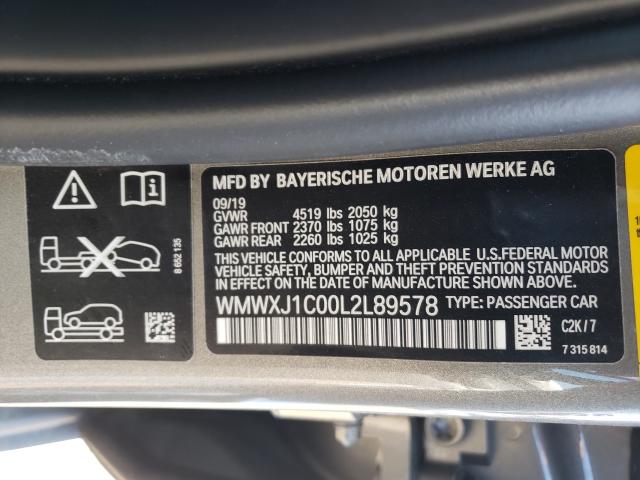 MFD BY BAYERISCHE MOTOREN WERKE AG
09/19
GVWR 4519 lbs 2050 kg
GAWR FRONT 2370 lbs 1075 kg
GAWR REAR 2260 lbs 1025 kg
THIS VEHICLE CONFORMS TO ALL APPLICABLE U.S.FEDERAL MOTOR
VEHICLE SAFETY, BUMPER, AND THEFT PREVENTION STANDARDS IN
EFFECT ON THE DATE OF MANUFACTURE SHOWN ABOVE.
WMWXJ1C00L2L89578 TYPE: PASSENGER CAR
C2K / 7
7 315 814
8 652 135